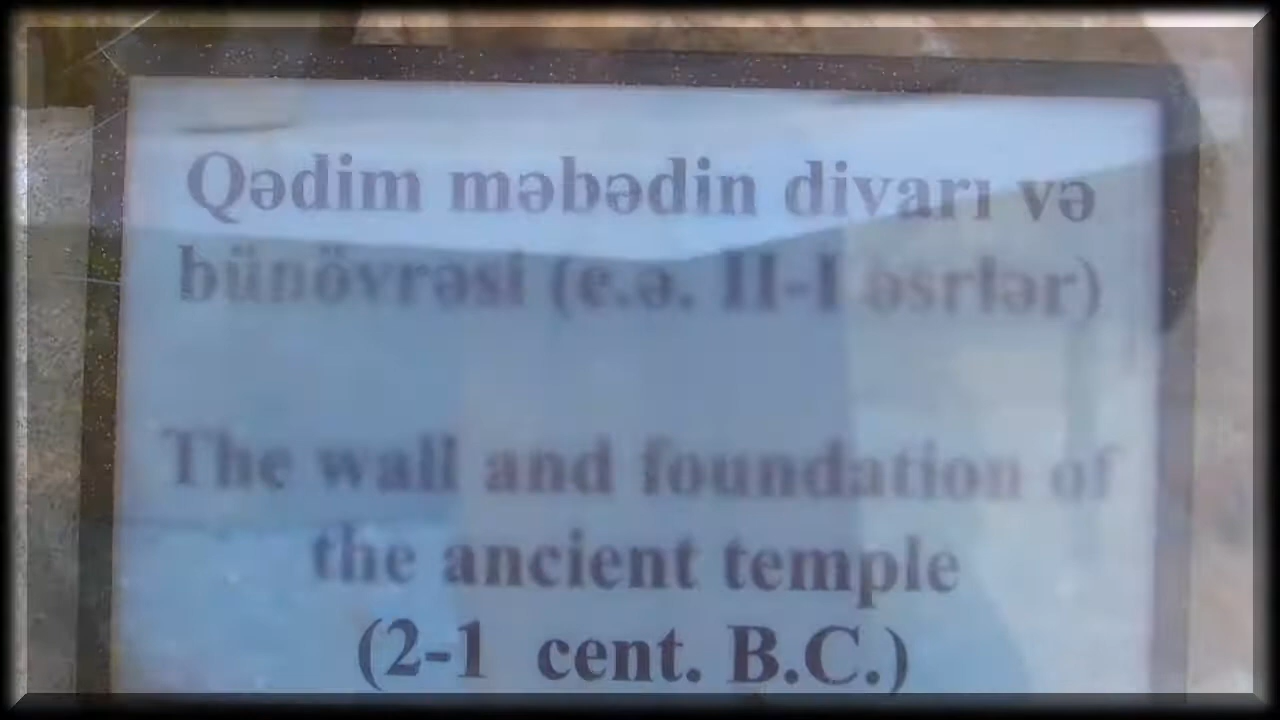 Qədim məbədin divarı və
bünövrəsi (e.ə. II-I əsrlər)
The wall and foundation of
the ancient temple
(2-1 cent. B.C.)